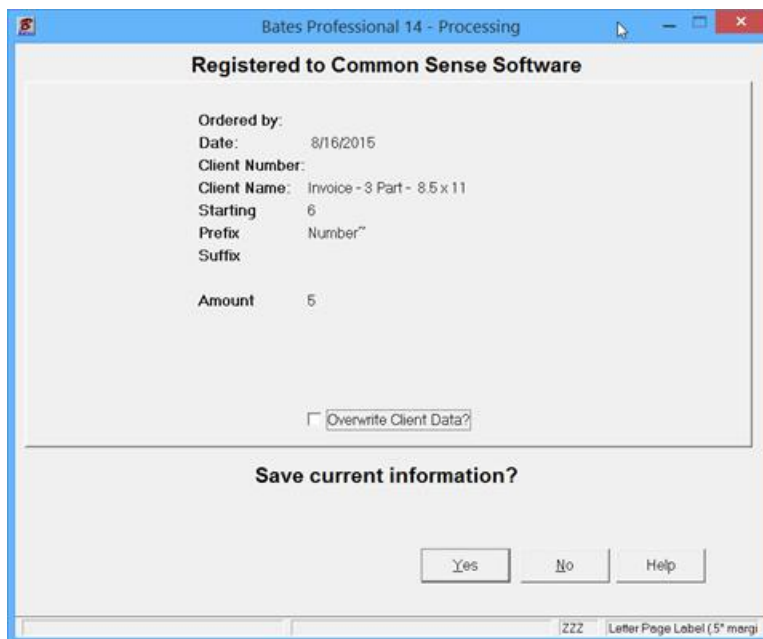 Bates Professional 14 - Processing
Registered to Common Sense Software
Ordered by:
Date: 8/16/2015
Client Number:
Client Name: Invoice - 3 Part - 8.5 x 11
Starting 6
Prefix Number~
Suffix
Amount 5
Overwrite Client Data?
Save current information?
Yes No Help
ZZZ Letter Page Label (.5" margi